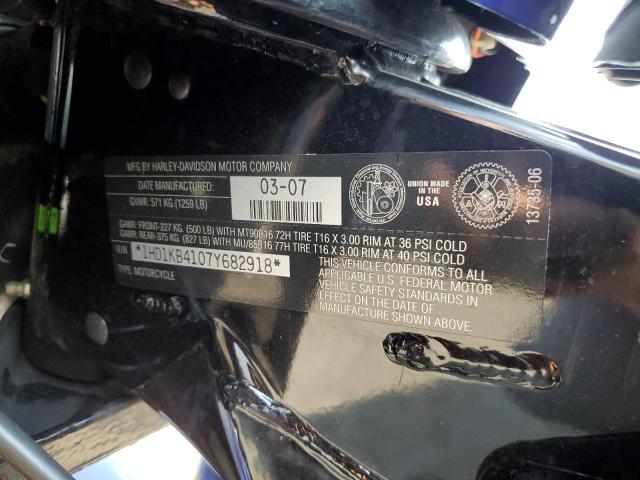 MFG BY HARLEY-DAVIDSON MOTOR COMPANY
DATE MANUFACTURED: 03-07
GVWR: 571 KG (1259 LB)
UNION MADE IN
USA
13735-06
GAWR: FRONT-227 KG. (500 LB) WITH MT90B16 72H TIRE T16 X 3.00 RIM AT 36 PSI COLD
GAWR: REAR-375 KG. (827 LB) WITH MU/85B16 77H TIRE T16 X 3.00 RIM AT 40 PSI COLD
VIN *1HD1KB4107Y682918*
TYPE: MOTORCYCLE
THIS VEHICLE CONFORMS TO ALL
APPLICABLE U.S. FEDERAL MOTOR
VEHICLE SAFETY STANDARDS IN
EFFECT ON THE DATE OF
MANUFACTURE SHOWN ABOVE.